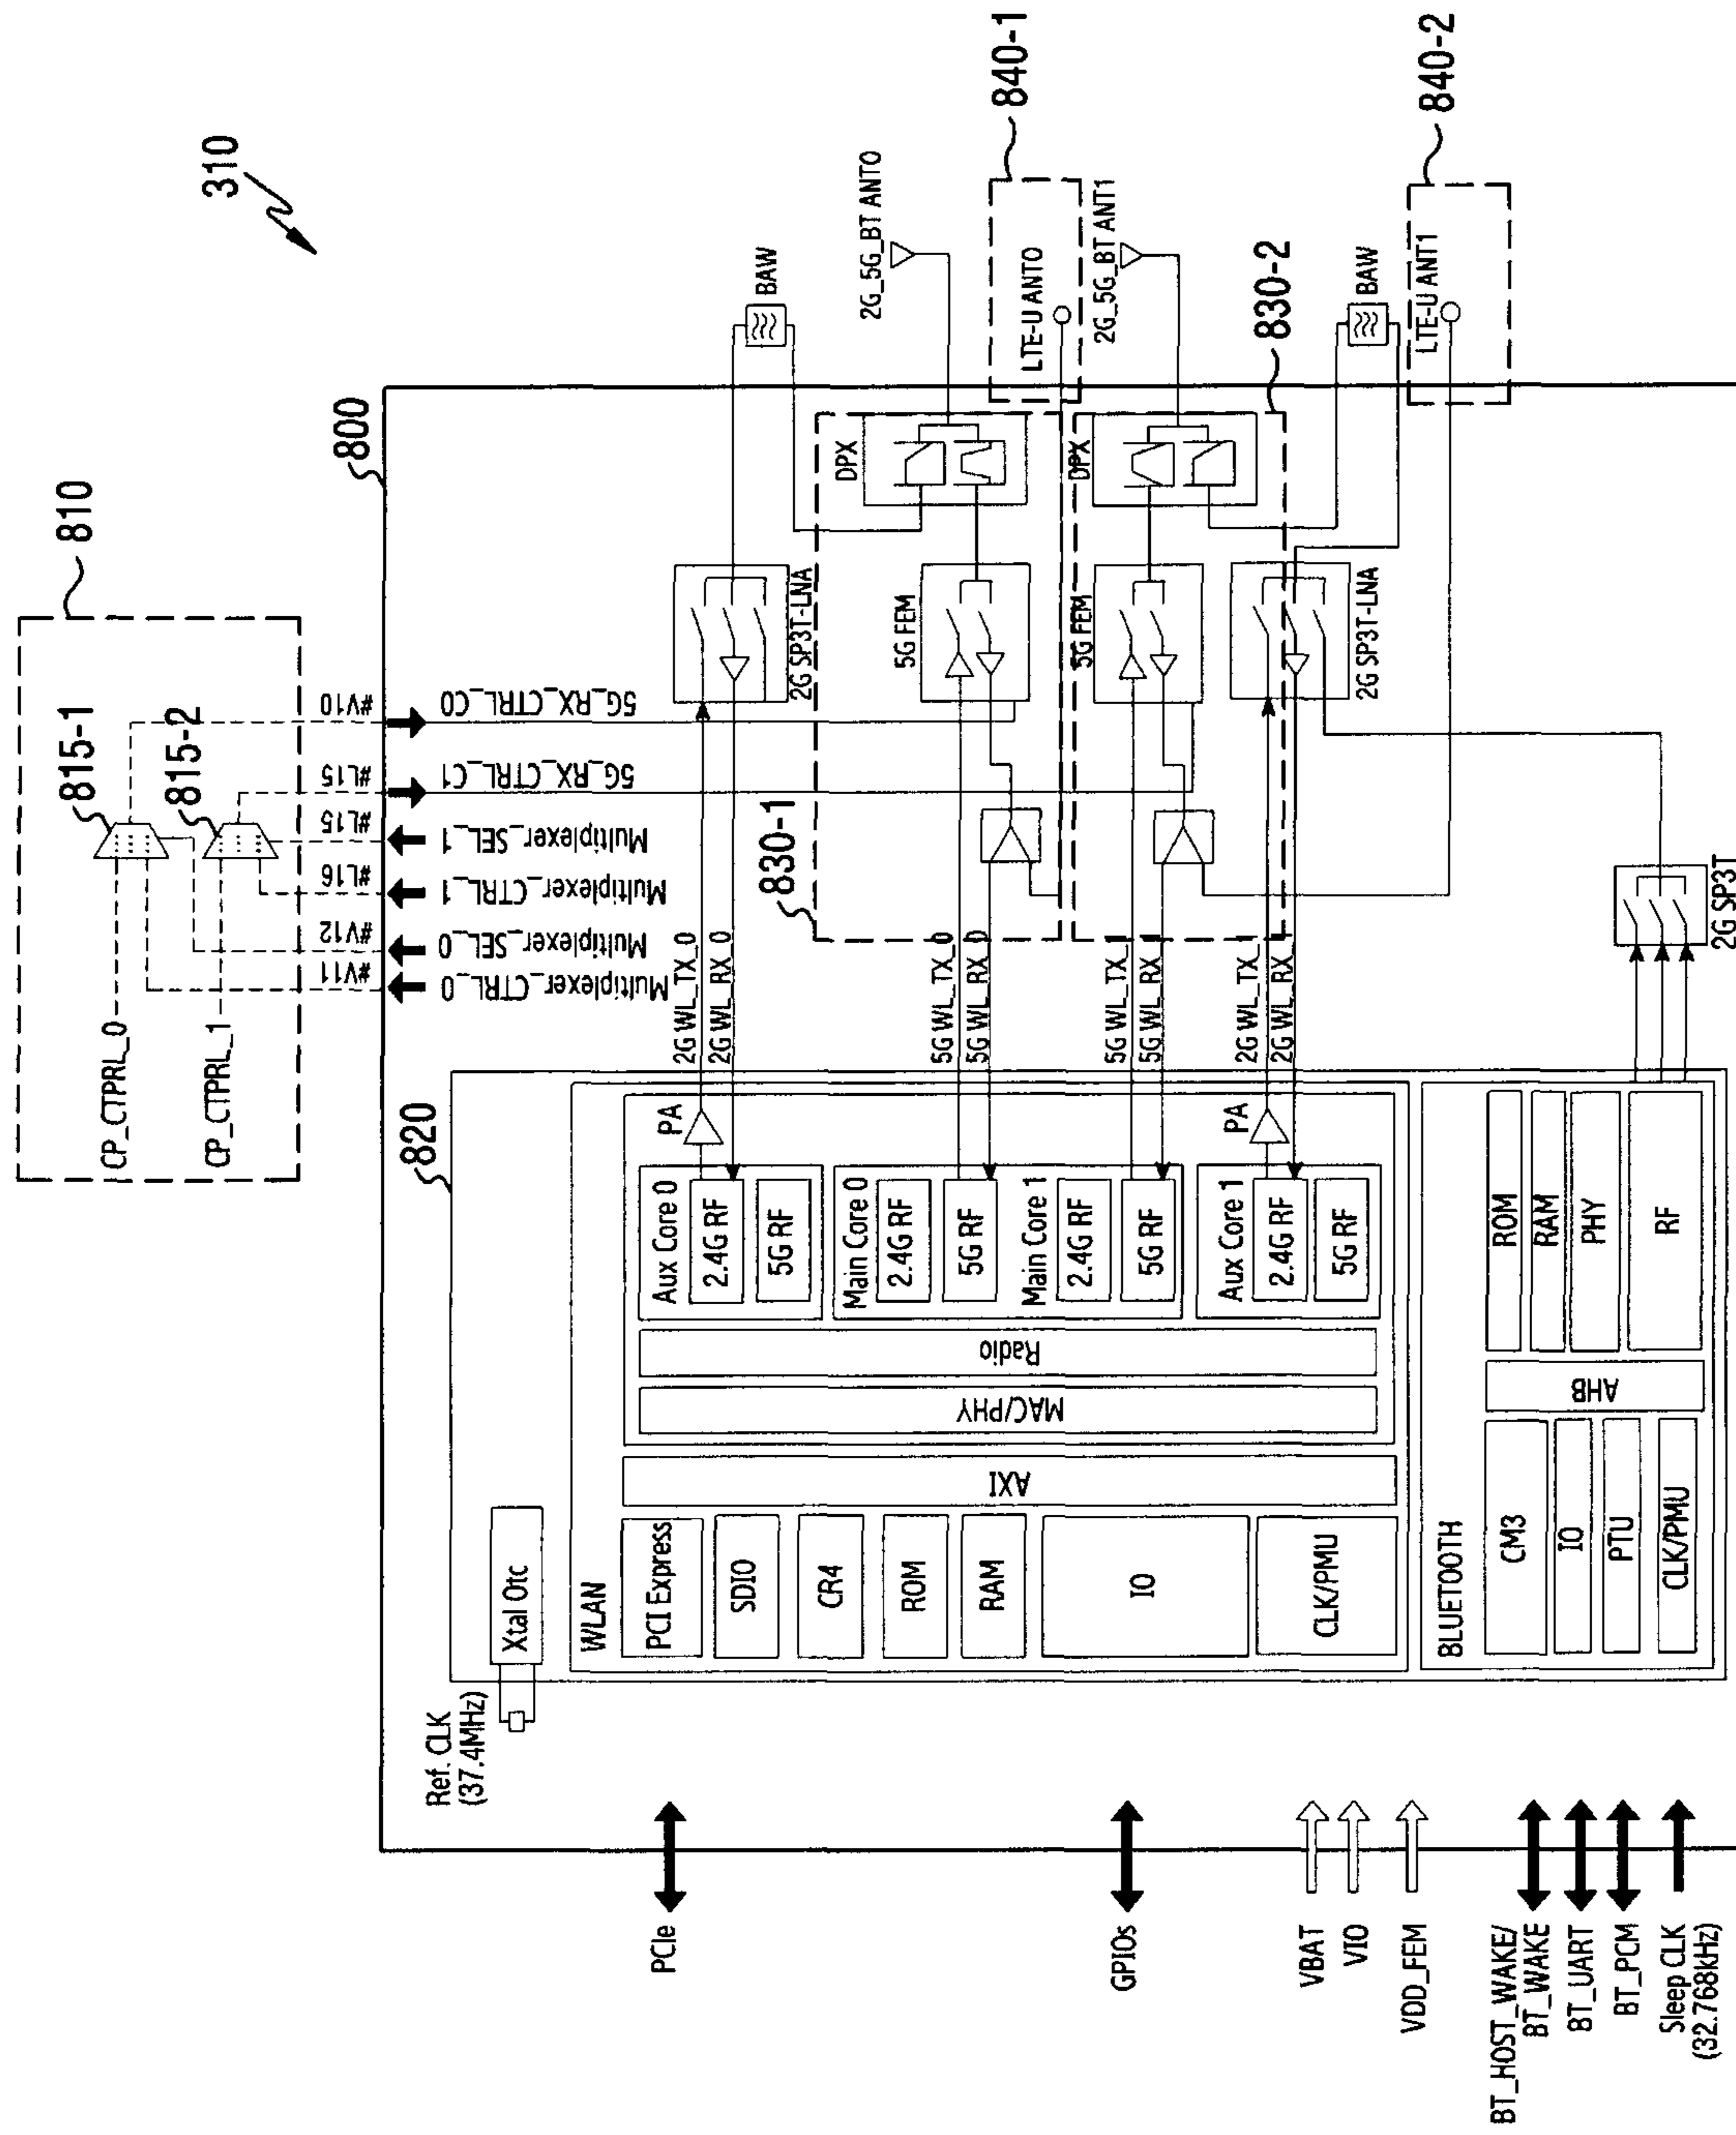 310
810
815-1
815-2
CP_CTPRL_0
CP_CTPRL_1
800
#V10
#L15
#L15
#L16
#V12
#V11
5G_RX_CTRL_C0
5G_RX_CTRL_C1
Multiplexer_SEL_1
Multiplexer_CTRL_1
Multiplexer_SEL_0
Multiplexer_CTRL_0
820
Ref. CLK
(37.4MHz)
Xtal Otc
WLAN
PCI Express
SDIO
CR4
ROM
RAM
IO
CLK/PMU
AXI
MAC/PHY
Radio
Aux Core 0
2.4G RF
5G RF
Main Core 0
2.4G RF
5G RF
Main Core 1
2.4G RF
5G RF
Aux Core 1
2.4G RF
5G RF
PA
PA
2G WL_TX_0
2G WL_RX_0
5G WL_TX_0
5G WL_RX_0
5G WL_TX_1
5G WL_RX_1
2G WL_TX_1
2G WL_RX_1
2G SP3T-LNA
830-1
5G FEM
DPX
5G FEM
DPX
830-2
2G SP3T-LNA
2G SP3T
BAW
2G_5G_BT ANT0
840-1
LTE-U ANT0
2G_5G_BT ANT1
BAW
840-2
LTE-U ANT1
BLUETOOTH
CM3
IO
PTU
CLK/PMU
AHB
ROM
RAM
PHY
RF
PCIe
GPIOs
VBAT
VIO
VDD_FEM
BT_HOST_WAKE/
BT_WAKE
BT_UART
BT_PCM
Sleep CLK
(32.768kHz)